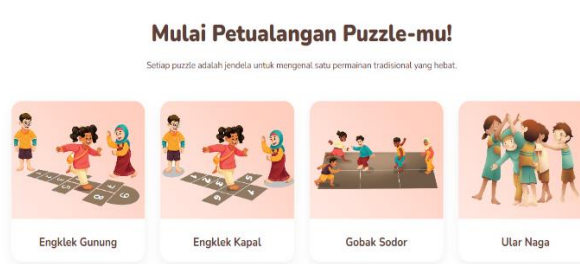 Mulai Petualangan Puzzle-mu!
Setiap puzzle adalah jendela untuk mengenal satu permainan tradisional yang hebat.
Engklek Gunung
Engklek Kapal
Gobak Sodor
Ular Naga